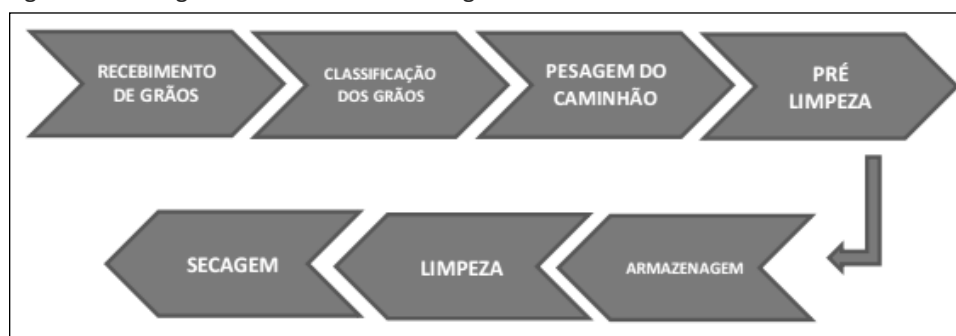 RECEBIMENTO
DE GRÃOS
CLASSIFICAÇÃO
DOS GRÃOS
PESAGEM DO
CAMINHÃO
PRÉ
LIMPEZA
ARMAZENAGEM
LIMPEZA
SECAGEM